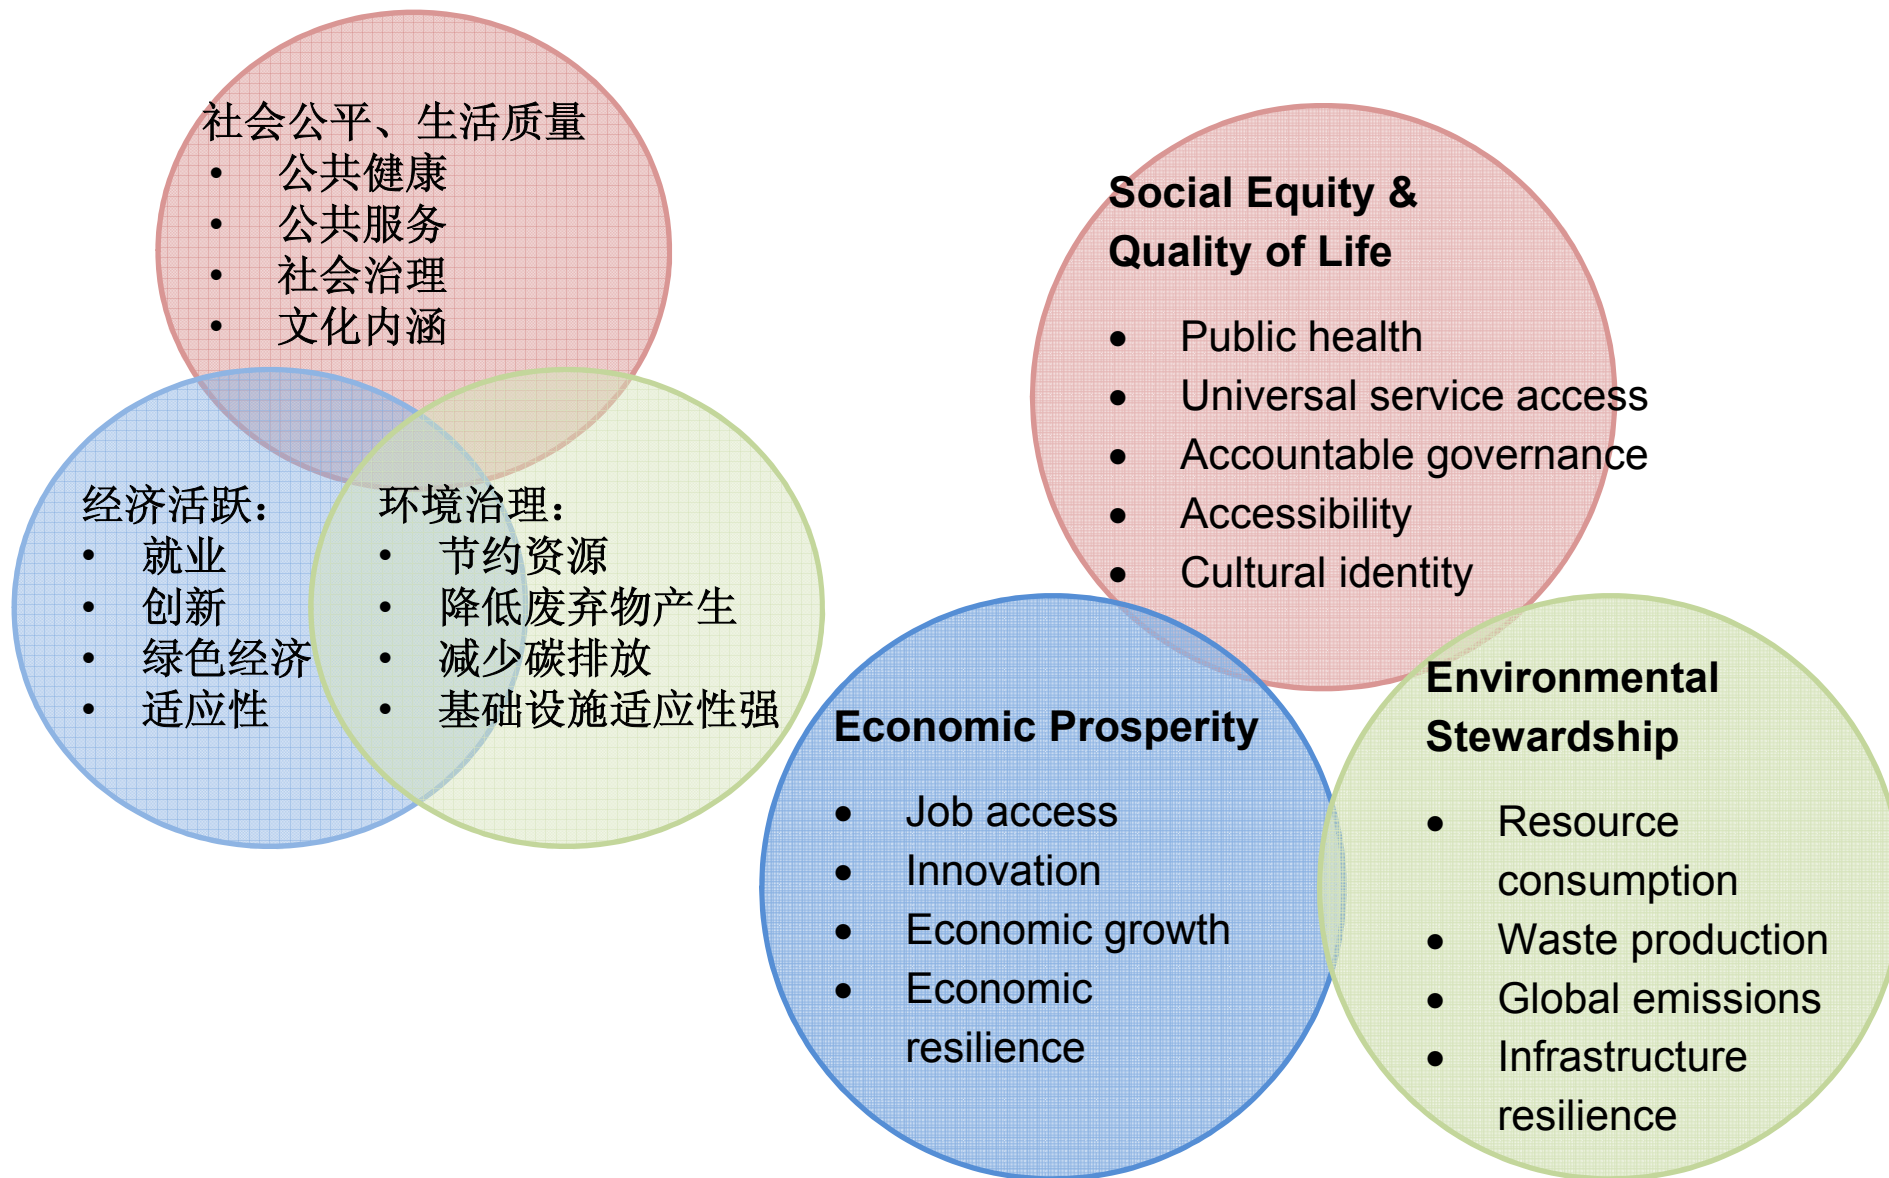 社会公平、生活质量
• 公共健康
• 公共服务
• 社会治理
• 文化内涵
经济活跃：
• 就业
• 创新
• 绿色经济
• 适应性
环境治理：
• 节约资源
• 降低废弃物产生
• 减少碳排放
• 基础设施适应性强
Social Equity &
Quality of Life
• Public health
• Universal service access
• Accountable governance
• Accessibility
• Cultural identity
Economic Prosperity
• Job access
• Innovation
• Economic growth
• Economic
resilience
Environmental
Stewardship
• Resource
consumption
• Waste production
• Global emissions
• Infrastructure
resilience